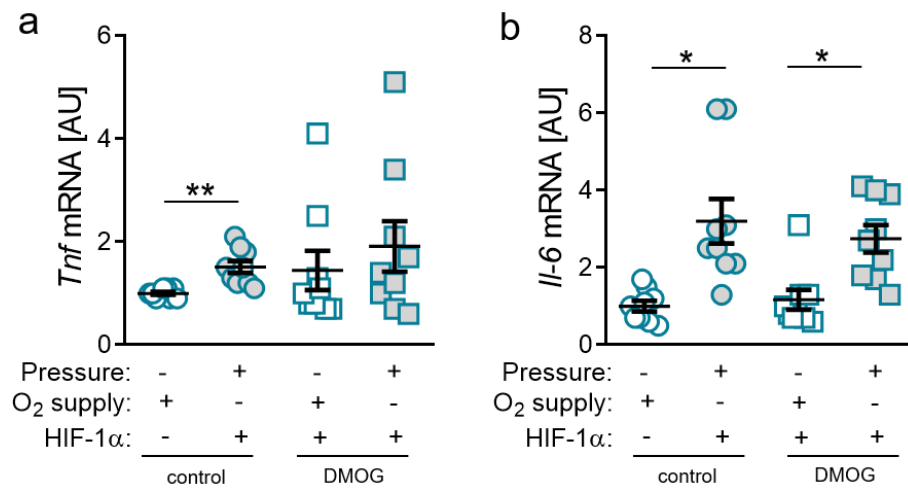 a
Tnf mRNA [AU]
6
4
2
0
**
Pressure: - + - +
O2 supply: + - + -
HIF-1α: - + + +
control DMOG
b
Il-6 mRNA [AU]
8
6
4
2
0
* *
Pressure: - + - +
O2 supply: + - + -
HIF-1α: - + + +
control DMOG